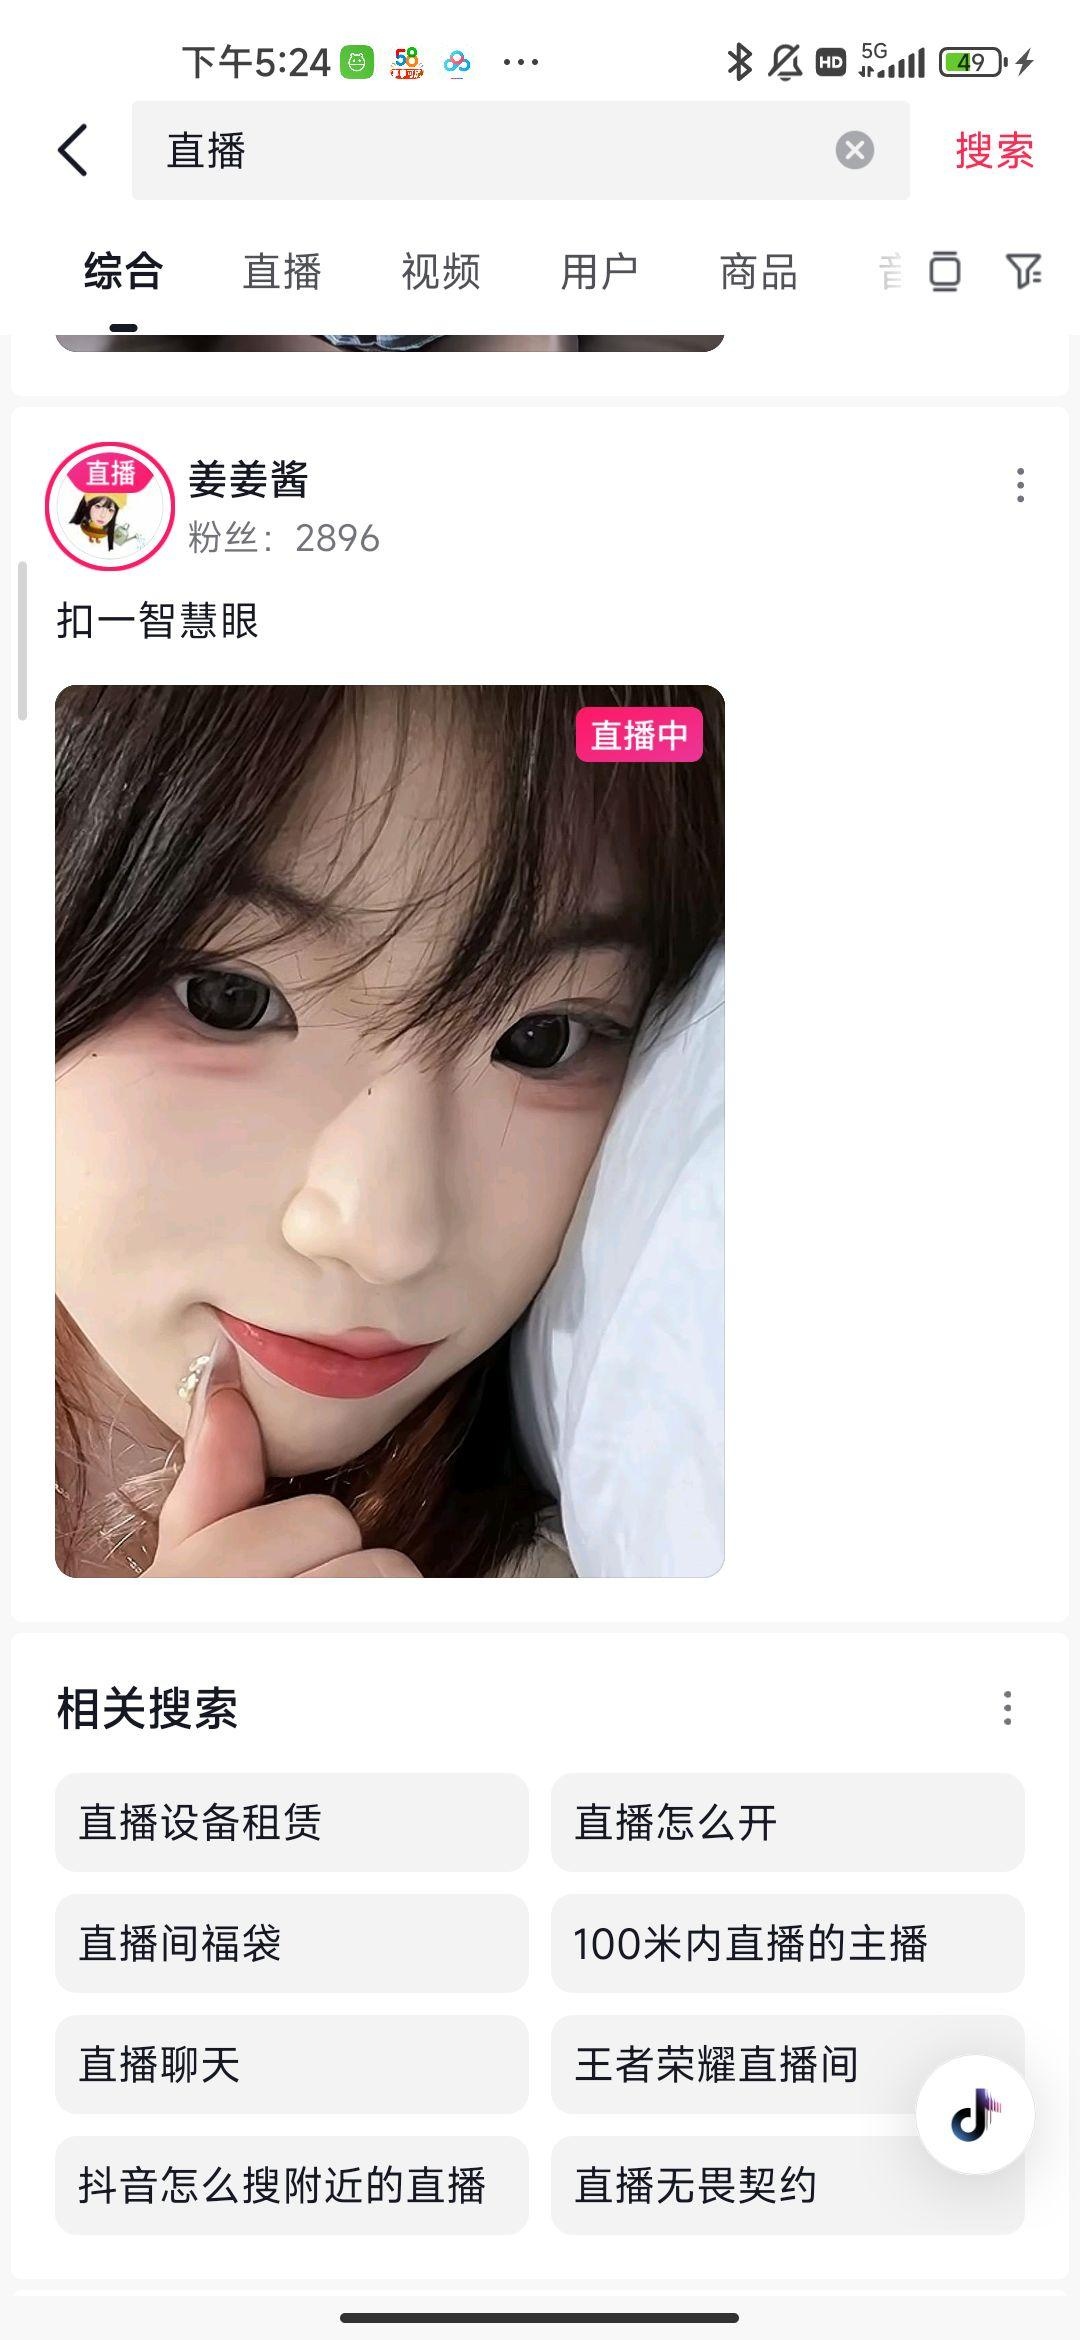 下午5:24
58
HD
5G
49
直播
搜索
综合
直播
视频
用户
商品
直播
姜姜酱
粉丝：2896
扣一智慧眼
直播中
相关搜索
直播设备租赁
直播怎么开
直播间福袋
100米内直播的主播
直播聊天
王者荣耀直播间
抖音怎么搜附近的直播
直播无畏契约